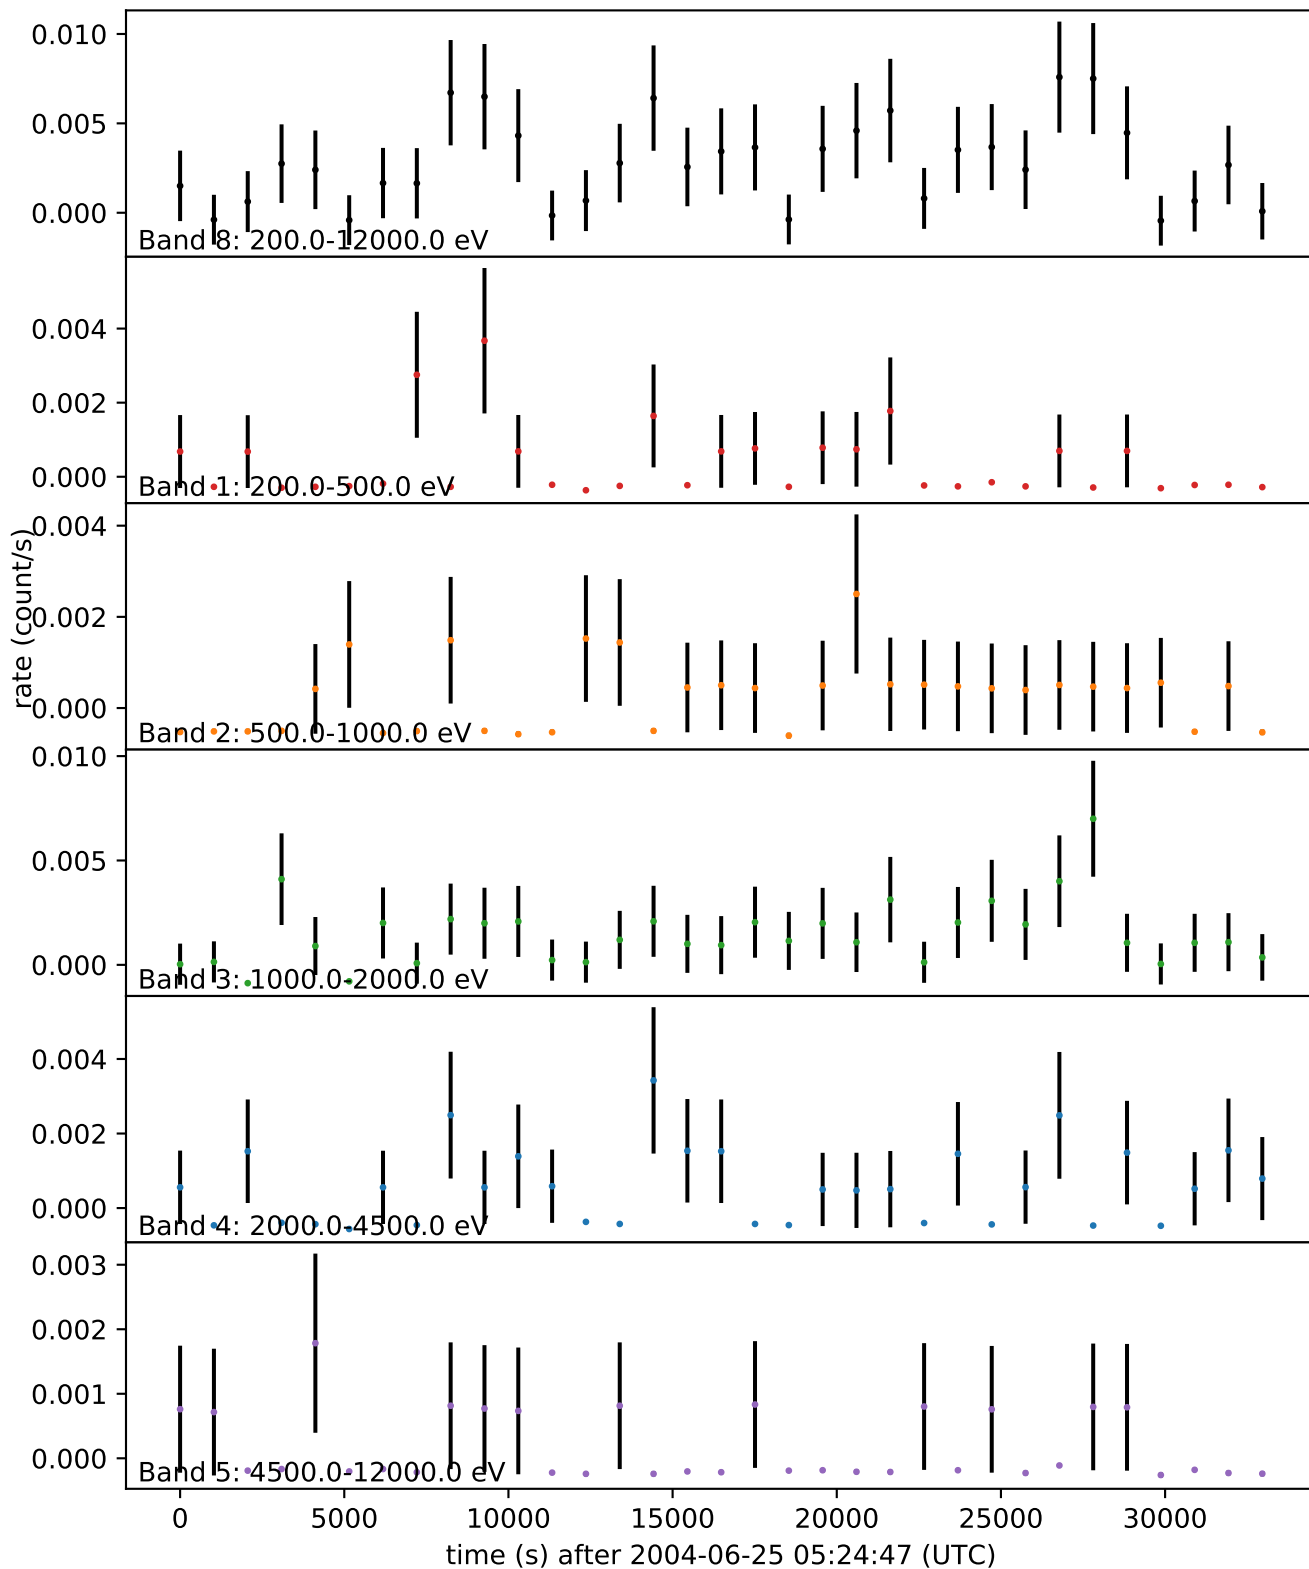 0.010
0.005
0.000
Band 8: 200.0-12000.0 eV
0.004
0.002
0.000
Band 1: 200.0-500.0 eV
0.004
0.002
0.000
Band 2: 500.0-1000.0 eV
rate (count/s)
0.010
0.005
0.000
Band 3: 1000.0-2000.0 eV
0.004
0.002
0.000
Band 4: 2000.0-4500.0 eV
0.003
0.002
0.001
0.000
Band 5: 4500.0-12000.0 eV
0 5000 10000 15000 20000 25000 30000
time (s) after 2004-06-25 05:24:47 (UTC)